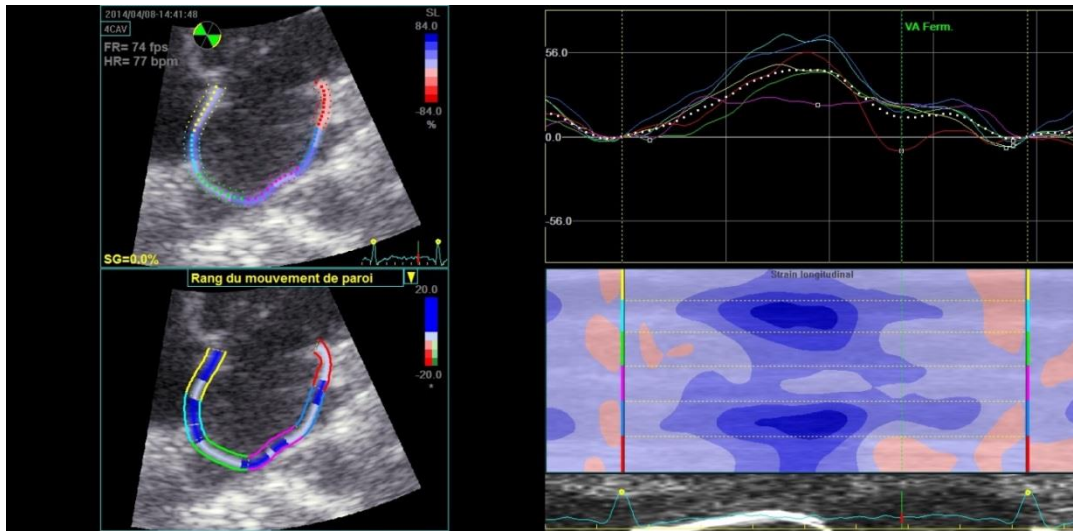 2014/04/08-14:41:48
4CAV
FR= 74 fps
HR= 77 bpm
SL
84.0
-84.0
%
SG=0.0%
Rang du mouvement de paroi
20.0
-20.0
*
VA Ferm.
56.0
0.0
-56.0
Strain longitudinal